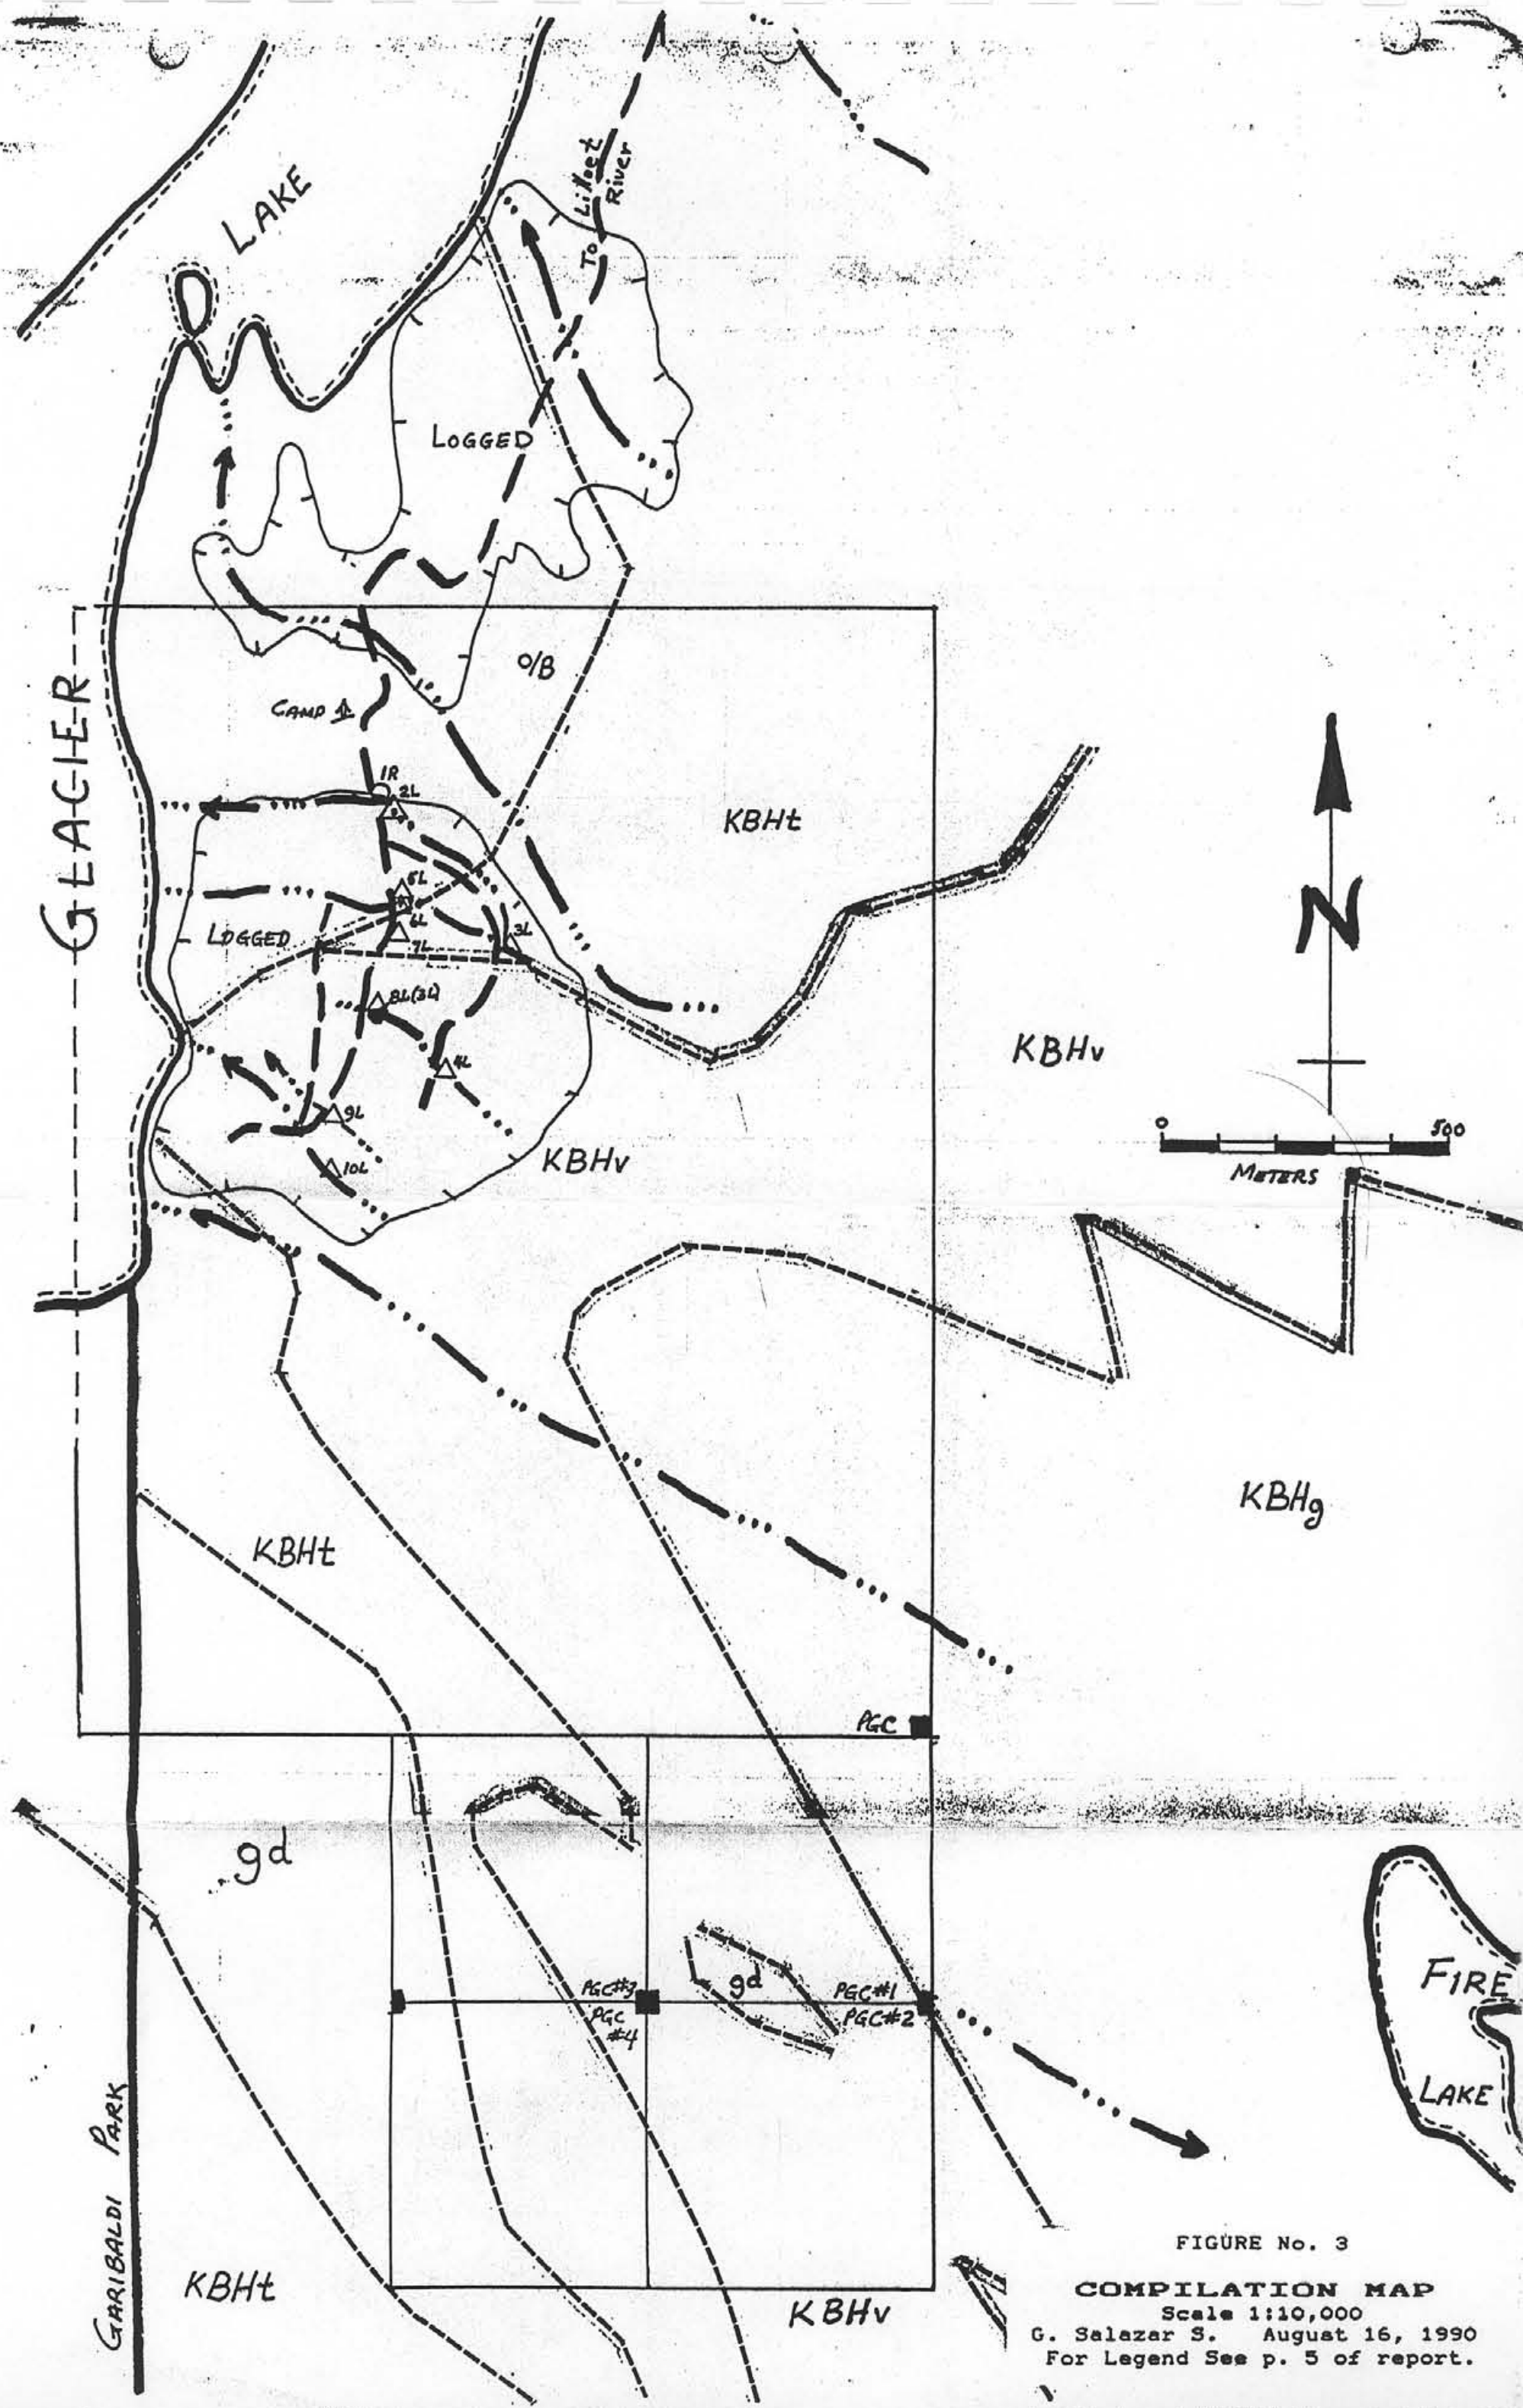 LAKE
To Lillooet
River
LOGGED
GLACIER
O/B
CAMP
1R
2L
KBHt
5L
6L
LOGGED
7L
3L
8L(3L)
4L
9L
10L
KBHv
KBHv
N
0
500
METERS
KBHg
KBHt
PGC
gd
gd
PGC#3
PGC
#4
PGC#1
PGC#2
FIRE
LAKE
GARIBALDI PARK
KBHt
KBHv
FIGURE No. 3
COMPILATION MAP
Scale 1:10,000
G. Salazar S. August 16, 1990
For Legend See p. 5 of report.